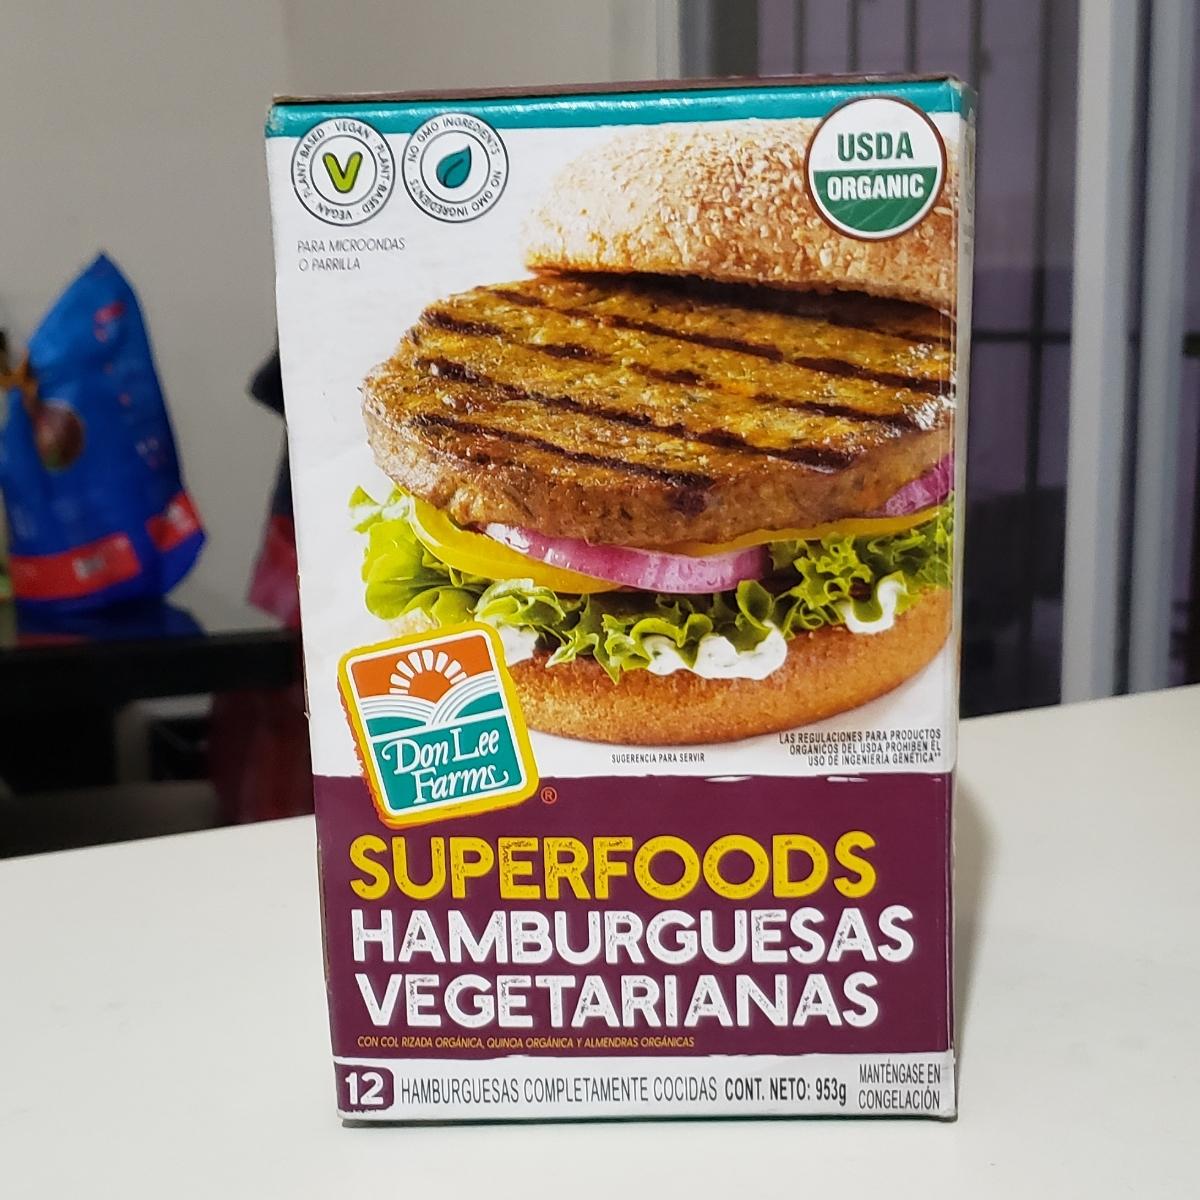 VEGAN · PLANT-BASED · VEGAN · PLANT-BASED ·
V
NO GMO INGREDIENTS · NO GMO INGREDIENTS ·
USDA
ORGANIC
PARA MICROONDAS
O PARRILLA
SUGERENCIA PARA SERVIR
LAS REGULACIONES PARA PRODUCTOS
ORGÁNICOS DEL USDA PROHIBEN EL
USO DE INGENIERÍA GENÉTICA**
Don Lee
Farms
®
SUPERFOODS
HAMBURGUESAS
VEGETARIANAS
CON COL RIZADA ORGÁNICA, QUINOA ORGÁNICA Y ALMENDRAS ORGÁNICAS
12 HAMBURGUESAS COMPLETAMENTE COCIDAS CONT. NETO: 953g
MANTÉNGASE EN
CONGELACIÓN